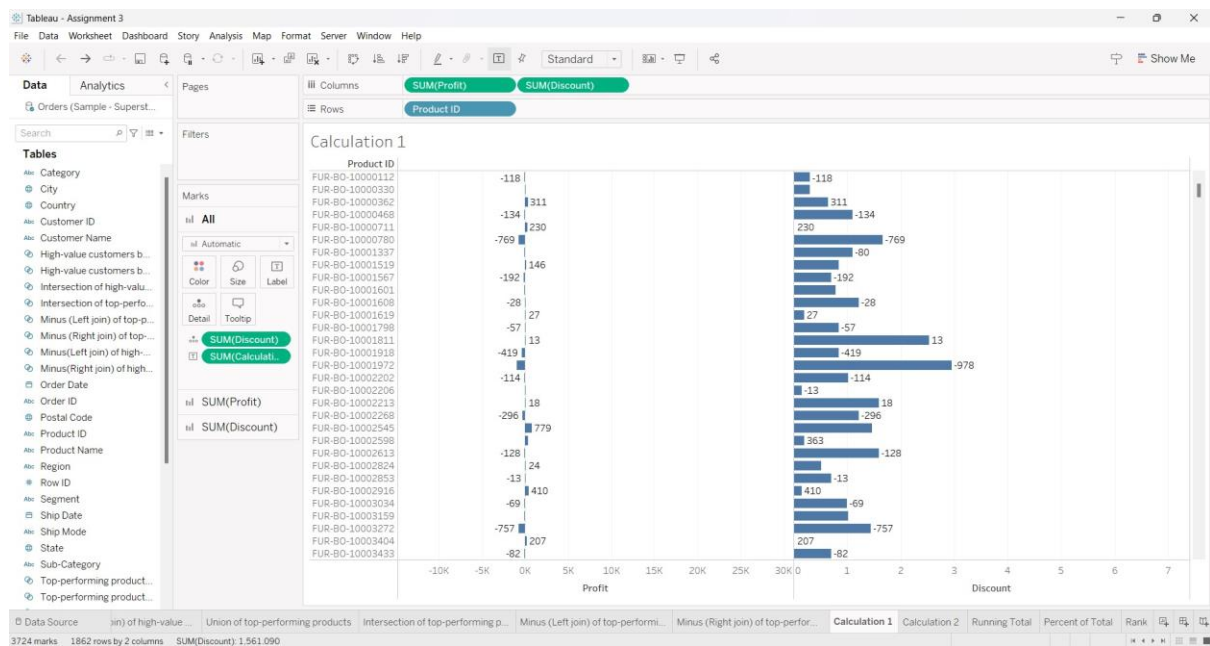 Tableau - Assignment 3
File Data Worksheet Dashboard Story Analysis Map Format Server Window Help
Standard
Show Me
Data Analytics
Orders (Sample - Superst...
Search
Tables
Category
City
Country
Customer ID
Customer Name
High-value customers b...
High-value customers b...
Intersection of high-valu...
Intersection of top-perfo...
Minus (Left join) of top-p...
Minus (Right join) of top-...
Minus(Left join) of high-...
Minus(Right join) of high...
Order Date
Order ID
Postal Code
Product ID
Product Name
Region
Row ID
Segment
Ship Date
Ship Mode
State
Sub-Category
Top-performing product...
Top-performing product...
Pages
Filters
Marks
All
Automatic
Color Size Label
Detail Tooltip
SUM(Discount)
SUM(Calculati..
SUM(Profit)
SUM(Discount)
Columns SUM(Profit) SUM(Discount)
Rows Product ID
Calculation 1
Product ID
FUR-BO-10000112 -118 -118
FUR-BO-10000330
FUR-BO-10000362 311 311
FUR-BO-10000468 -134 -134
FUR-BO-10000711 230 230
FUR-BO-10000780 -769 -769
FUR-BO-10001337 -80
FUR-BO-10001519 146
FUR-BO-10001567 -192 -192
FUR-BO-10001601
FUR-BO-10001608 -28 -28
FUR-BO-10001619 27 27
FUR-BO-10001798 -57 -57
FUR-BO-10001811 13 13
FUR-BO-10001918 -419 -419
FUR-BO-10001972 -978
FUR-BO-10002202 -114 -114
FUR-BO-10002206 -13
FUR-BO-10002213 18 18
FUR-BO-10002268 -296 -296
FUR-BO-10002545 779
FUR-BO-10002598 363
FUR-BO-10002613 -128 -128
FUR-BO-10002824 24
FUR-BO-10002853 -13 -13
FUR-BO-10002916 410 410
FUR-BO-10003034 -69 -69
FUR-BO-10003159
FUR-BO-10003272 -757 -757
FUR-BO-10003404 207 207
FUR-BO-10003433 -82 -82
-10K -5K 0K 5K 10K 15K 20K 25K 30K 0 1 2 3 4 5 6 7
Profit Discount
Data Source oin) of high-value ... Union of top-performing products Intersection of top-performing p... Minus (Left join) of top-performi... Minus (Right join) of top-perfor... Calculation 1 Calculation 2 Running Total Percent of Total Rank
3724 marks 1862 rows by 2 columns SUM(Discount): 1.561.090